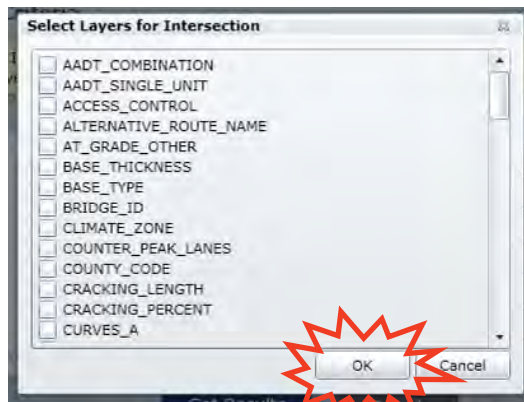 Select Layers for Intersection
AADT_COMBINATION
AADT_SINGLE_UNIT
ACCESS_CONTROL
ALTERNATIVE_ROUTE_NAME
AT_GRADE_OTHER
BASE_THICKNESS
BASE_TYPE
BRIDGE_ID
CLIMATE_ZONE
COUNTER_PEAK_LANES
COUNTY_CODE
CRACKING_LENGTH
CRACKING_PERCENT
CURVES_A
OK Cancel